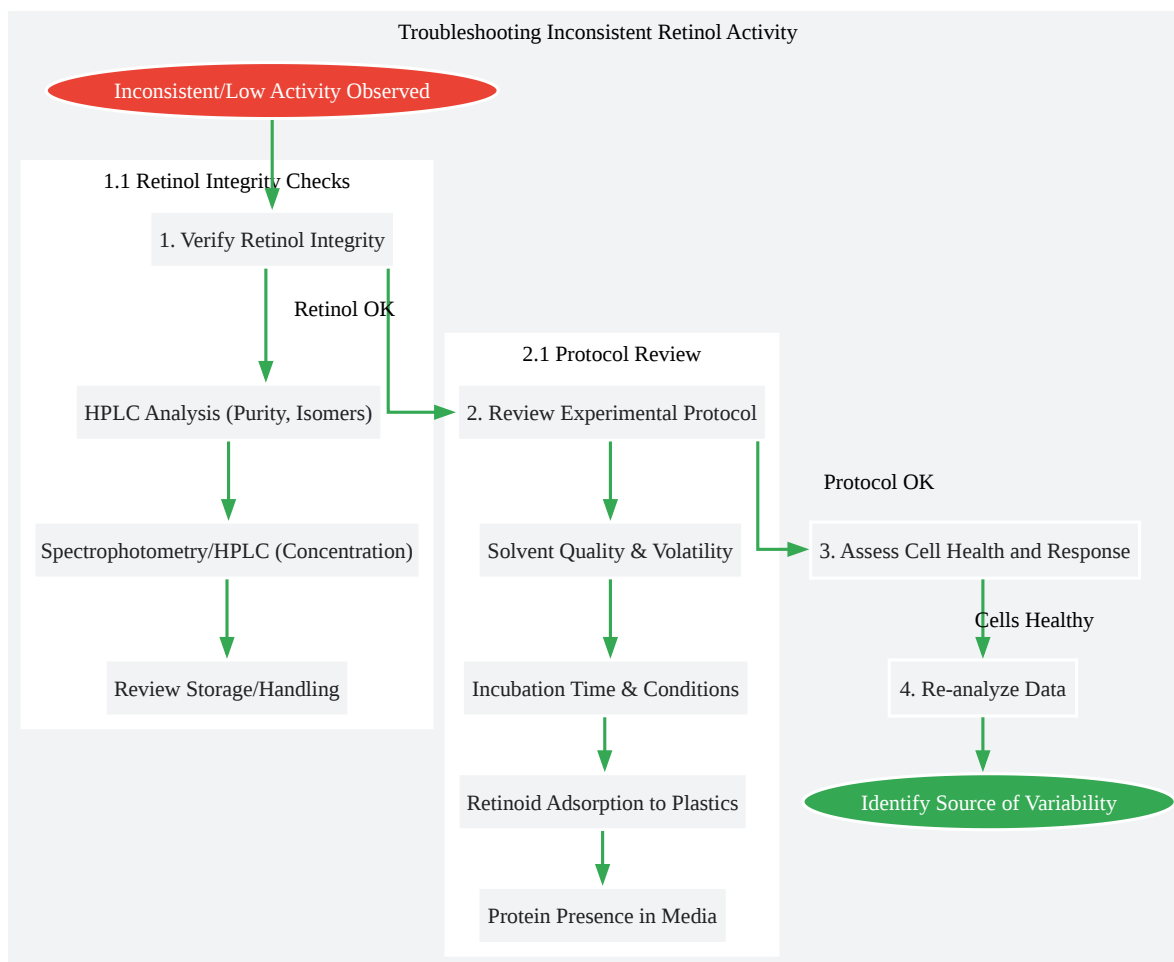 Troubleshooting Inconsistent Retinol Activity
Inconsistent/Low Activity Observed
1.1 Retinol Integrity Checks
1. Verify Retinol Integrity
Retinol OK
HPLC Analysis (Purity, Isomers)
Spectrophotometry/HPLC (Concentration)
Review Storage/Handling
2.1 Protocol Review
2. Review Experimental Protocol
Solvent Quality & Volatility
Incubation Time & Conditions
Retinoid Adsorption to Plastics
Protein Presence in Media
Protocol OK
3. Assess Cell Health and Response
Cells Healthy
4. Re-analyze Data
Identify Source of Variability